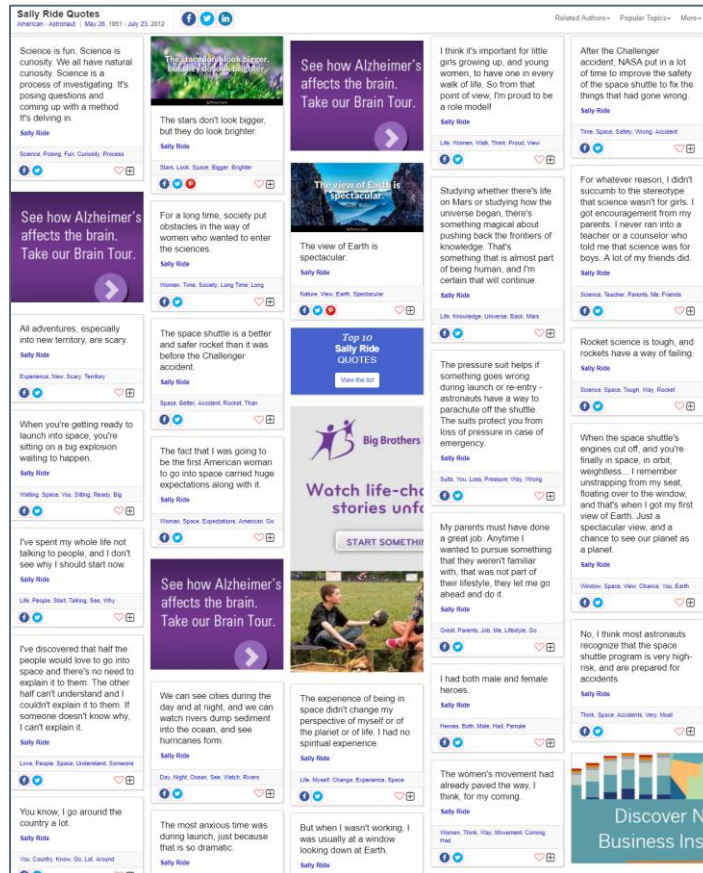 Sally Ride Quotes
American - Astronaut | May 26, 1951 - July 23, 2012
Related Authors
Popular Topics
More
Science is fun. Science is
curiosity. We all have natural
curiosity. Science is a
process of investigating. It's
posing questions and
coming up with a method.
It's delving in.
Sally Ride
Science, Posing, Fun, Curiosity, Process
See how Alzheimer's
affects the brain.
Take our Brain Tour.
All adventures, especially
into new territory, are scary.
Sally Ride
Experience, New, Scary, Territory
When you're getting ready to
launch into space, you're
sitting on a big explosion
waiting to happen.
Sally Ride
Waiting, Space, You, Sitting, Ready, Big
I've spent my whole life not
talking to people, and I don't
see why I should start now.
Sally Ride
Life, People, Start, Talking, See, Why
I've discovered that half the
people would love to go into
space and there's no need to
explain it to them. The other
half can't understand and I
couldn't explain it to them. If
someone doesn't know why,
I can't explain it.
Sally Ride
Love, People, Space, Understand, Someone
You know, I go around the
country a lot.
Sally Ride
You, Country, Know, Go, Lot, Around
The stars don't look bigger,
but they do look brighter.
The stars don't look bigger,
but they do look brighter.
Sally Ride
Stars, Look, Space, Bigger, Brighter
For a long time, society put
obstacles in the way of
women who wanted to enter
the sciences.
Sally Ride
Women, Time, Society, Long Time, Long
The space shuttle is a better
and safer rocket than it was
before the Challenger
accident.
Sally Ride
Space, Better, Accident, Rocket, Than
The fact that I was going to
be the first American woman
to go into space carried huge
expectations along with it.
Sally Ride
Woman, Space, Expectations, American, Go
See how Alzheimer's
affects the brain.
Take our Brain Tour.
We can see cities during the
day and at night, and we can
watch rivers dump sediment
into the ocean, and see
hurricanes form.
Sally Ride
Day, Night, Ocean, See, Watch, Rivers
The most anxious time was
during launch, just because
that is so dramatic.
Sally Ride
See how Alzheimer's
affects the brain.
Take our Brain Tour.
The view of Earth is
spectacular.
The view of Earth is
spectacular.
Sally Ride
Nature, View, Earth, Spectacular
Top 10
Sally Ride
QUOTES
View the list
Big Brothers
Watch life-cha
stories unfo
START SOMETHIN
The experience of being in
space didn't change my
perspective of myself or of
the planet or of life. I had no
spiritual experience.
Sally Ride
Life, Myself, Change, Experience, Space
But when I wasn't working, I
was usually at a window
looking down at Earth.
Sally Ride
I think it's important for little
girls growing up, and young
women, to have one in every
walk of life. So from that
point of view, I'm proud to be
a role model!
Sally Ride
Life, Women, Walk, Think, Proud, View
Studying whether there's life
on Mars or studying how the
universe began, there's
something magical about
pushing back the frontiers of
knowledge. That's
something that is almost part
of being human, and I'm
certain that will continue.
Sally Ride
Life, Knowledge, Universe, Back, Mars
The pressure suit helps if
something goes wrong
during launch or re-entry -
astronauts have a way to
parachute off the shuttle.
The suits protect you from
loss of pressure in case of
emergency.
Sally Ride
Suits, You, Loss, Pressure, Way, Wrong
My parents must have done
a great job. Anytime I
wanted to pursue something
that they weren't familiar
with, that was not part of
their lifestyle, they let me go
ahead and do it.
Sally Ride
Great, Parents, Job, Me, Lifestyle, Go
I had both male and female
heroes.
Sally Ride
Heroes, Both, Male, Had, Female
The women's movement had
already paved the way, I
think, for my coming.
Sally Ride
Women, Think, Way, Movement, Coming,
Had
After the Challenger
accident, NASA put in a lot
of time to improve the safety
of the space shuttle to fix the
things that had gone wrong.
Sally Ride
Time, Space, Safety, Wrong, Accident
For whatever reason, I didn't
succumb to the stereotype
that science wasn't for girls. I
got encouragement from my
parents. I never ran into a
teacher or a counselor who
told me that science was for
boys. A lot of my friends did.
Sally Ride
Science, Teacher, Parents, Me, Friends
Rocket science is tough, and
rockets have a way of failing.
Sally Ride
Science, Space, Tough, Way, Rocket
When the space shuttle's
engines cut off, and you're
finally in space, in orbit,
weightless... I remember
unstrapping from my seat,
floating over to the window,
and that's when I got my first
view of Earth. Just a
spectacular view, and a
chance to see our planet as
a planet.
Sally Ride
Window, Space, View, Chance, You, Earth
No, I think most astronauts
recognize that the space
shuttle program is very high-
risk, and are prepared for
accidents.
Sally Ride
Think, Space, Accidents, Very, Most
Discover N
Business Ins